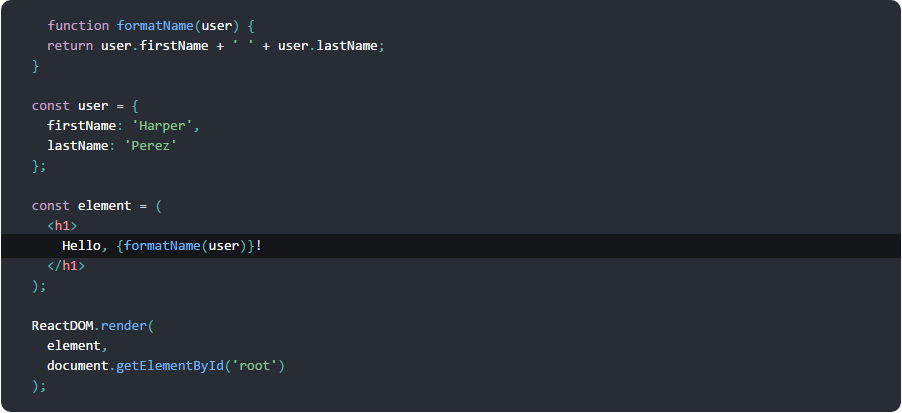 function formatName(user) {
return user.firstName + ' ' + user.lastName;
}
const user = {
firstName: 'Harper',
lastName: 'Perez'
};
const element = (
<h1>
Hello, {formatName(user)}!
</h1>
);
ReactDOM.render(
element,
document.getElementById('root')
);